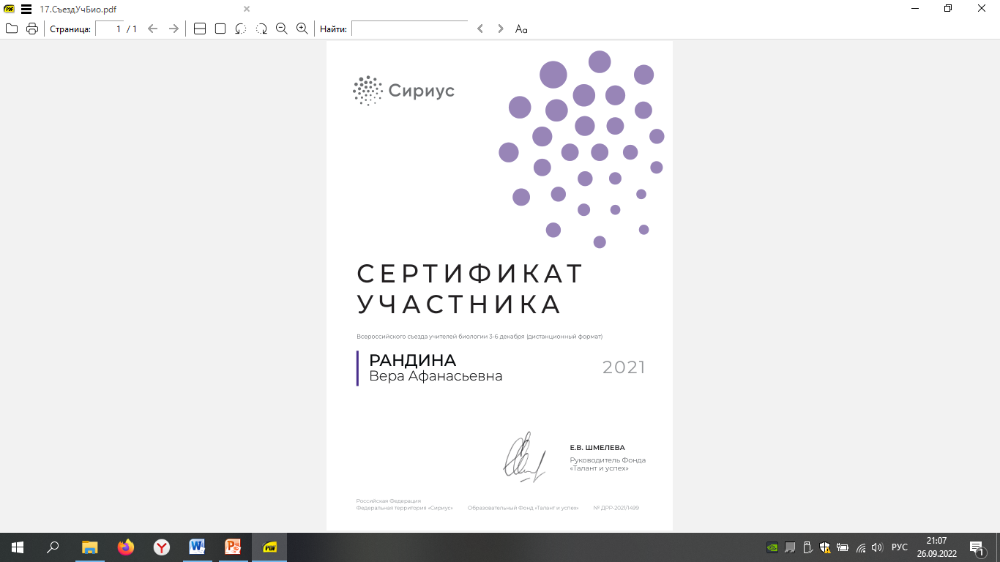 17.СъездУчБио.pdf
Страница: 1 / 1 Найти: Aa
Сириус
СЕРТИФИКАТ
УЧАСТНИКА
Всероссийского съезда учителей биологии 3-6 декабря (дистанционный формат)
РАНДИНА
Вера Афанасьевна
2021
Е.В. ШМЕЛЕВА
Руководитель Фонда
«Талант и успех»
Российская Федерация
Федеральная территория «Сириус» Образовательный Фонд «Талант и успех» № ДРР-2021/1499
РУС
21:07
26.09.2022
1